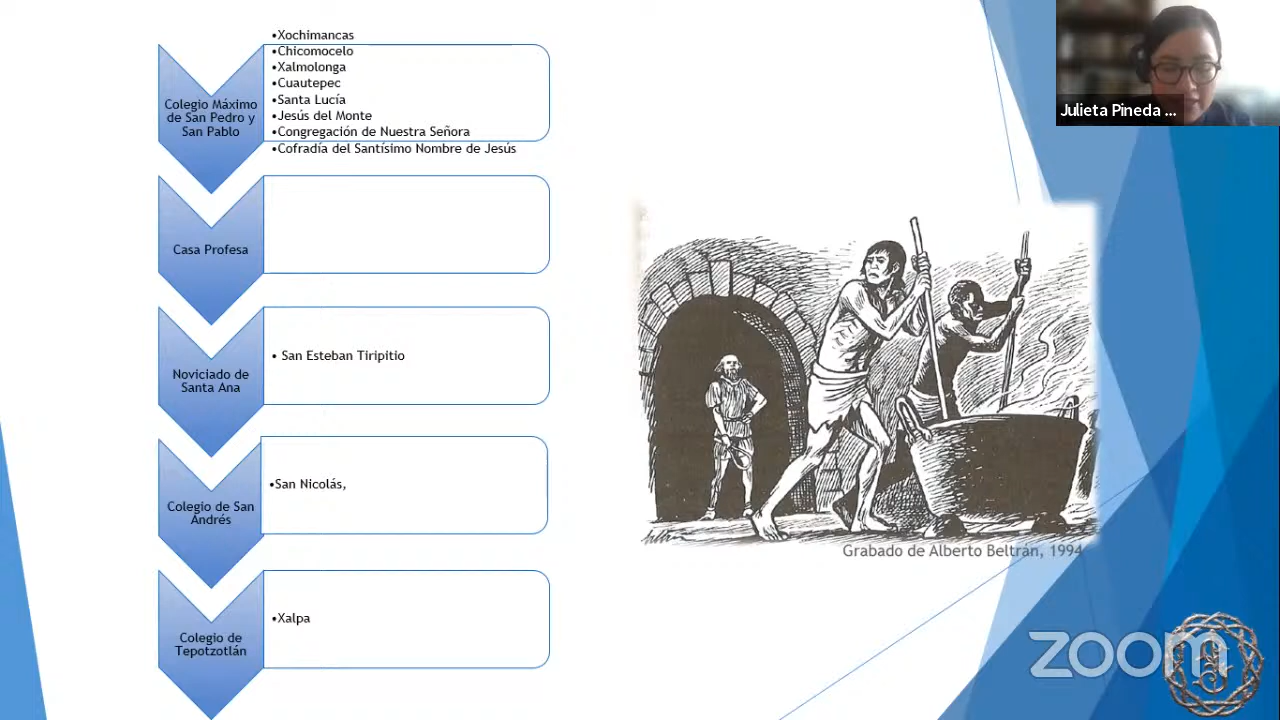 •Xochimancas
•Chicomocelo
•Xalmolonga
•Cuautepec
•Santa Lucía
•Jesús del Monte
•Congregación de Nuestra Señora
•Cofradía del Santísimo Nombre de Jesús
Colegio Máximo
de San Pedro y
San Pablo
Casa Profesa
• San Esteban Tiripitio
Noviciado de
Santa Ana
•San Nicolás,
Colegio de San
Andrés
•Xalpa
Colegio de
Tepotzotlán
Julieta Pineda ...
Grabado de Alberto Beltrán, 1994
zoom